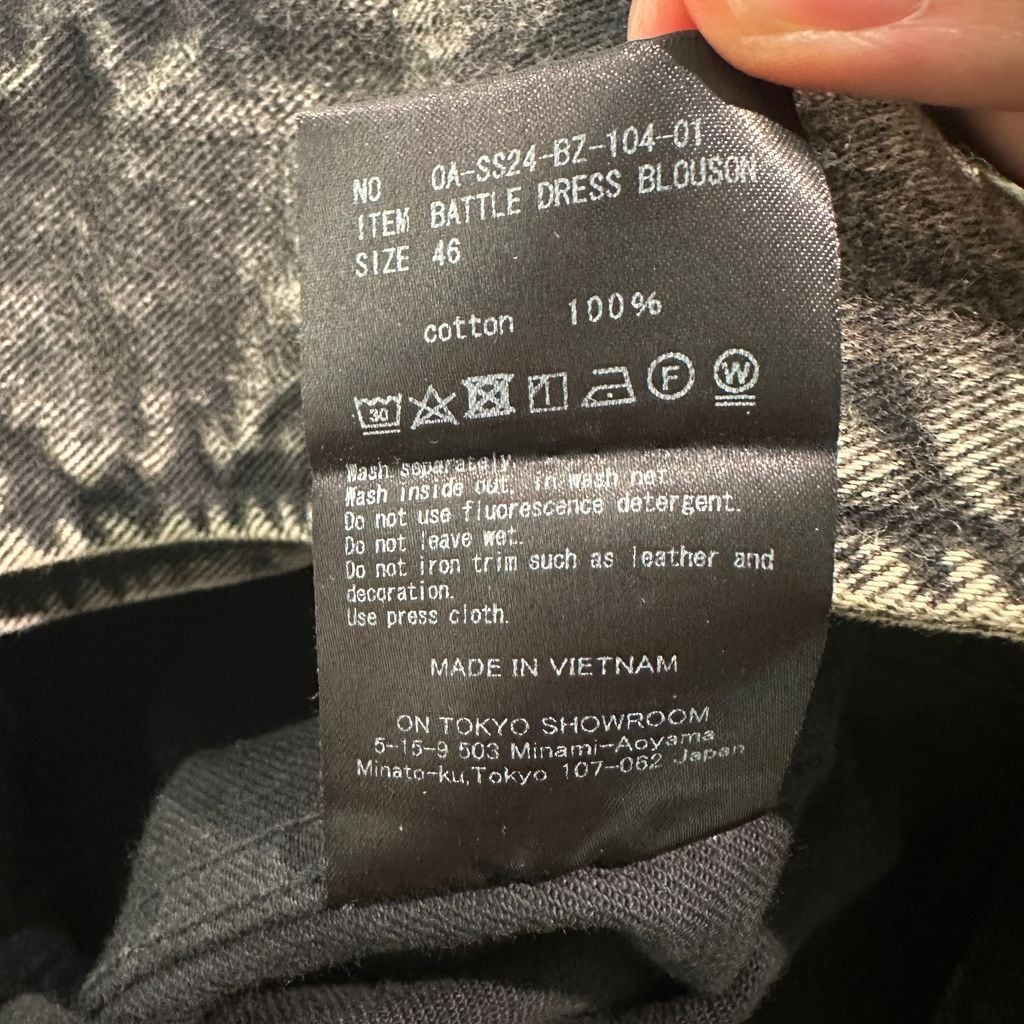 NO OA-SS24-BZ-104-01
ITEM BATTLE DRESS BLOUSON
SIZE 46
cotton 100%
30 F W
Wash separately
Wash inside out, in wash net.
Do not use fluorescence detergent.
Do not leave wet.
Do not iron trim such as leather and
decoration.
Use press cloth.
MADE IN VIETNAM
ON TOKYO SHOWROOM
5-15-9 503 Minami-Aoyama
Minato-ku,Tokyo 107-062 Japan